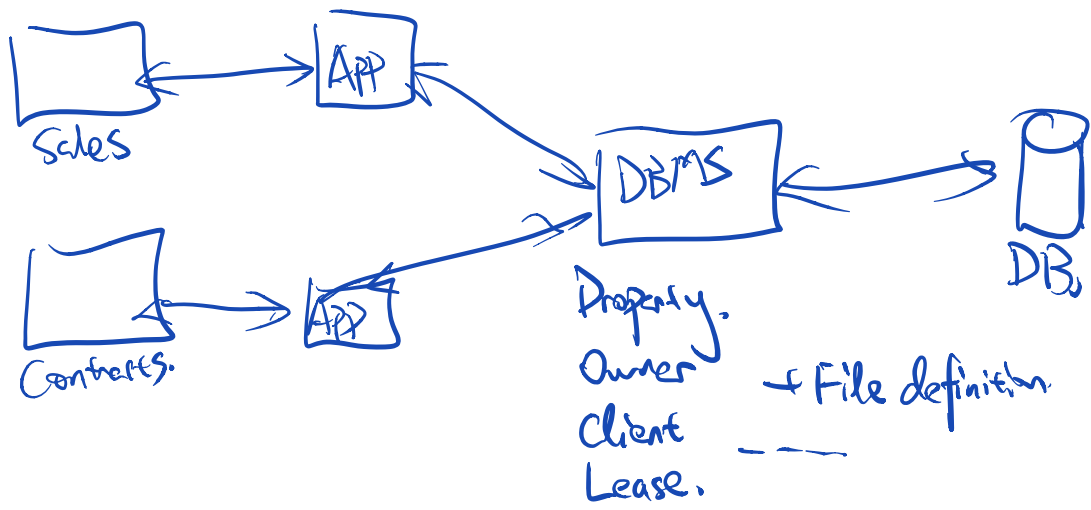 Sales
App
DBMS
DB.
Contracts.
App
Property.
Owner
Client
Lease.
+ File definition